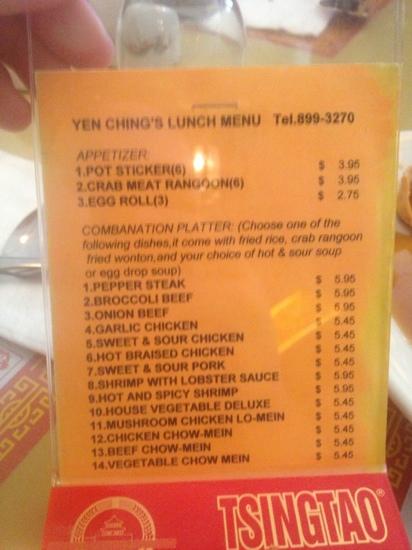 YEN CHING'S LUNCH MENU Tel.899-3270
APPETIZER:
1.POT STICKER(6) $ 3.95
2.CRAB MEAT RANGOON(6) $ 3.95
3.EGG ROLL(3) $ 2.75
COMBANATION PLATTER: (Choose one of the
following dishes,it come with fried rice, crab rangoon
fried wonton,and your choice of hot & sour soup
or egg drop soup)
1.PEPPER STEAK $ 5.95
2.BROCCOLI BEEF $ 5.95
3.ONION BEEF $ 5.95
4.GARLIC CHICKEN $ 5.45
5.SWEET & SOUR CHICKEN $ 5.45
6.HOT BRAISED CHICKEN $ 5.45
7.SWEET & SOUR PORK $ 5.45
8.SHRIMP WITH LOBSTER SAUCE $ 5.95
9.HOT AND SPICY SHRIMP $ 5.95
10.HOUSE VEGETABLE DELUXE $ 5.45
11.MUSHROOM CHICKEN LO-MEIN $ 5.45
12.CHICKEN CHOW-MEIN $ 5.45
13.BEEF CHOW-MEIN $ 5.45
14.VEGETABLE CHOW MEIN $ 5.45
TSINGTAO®